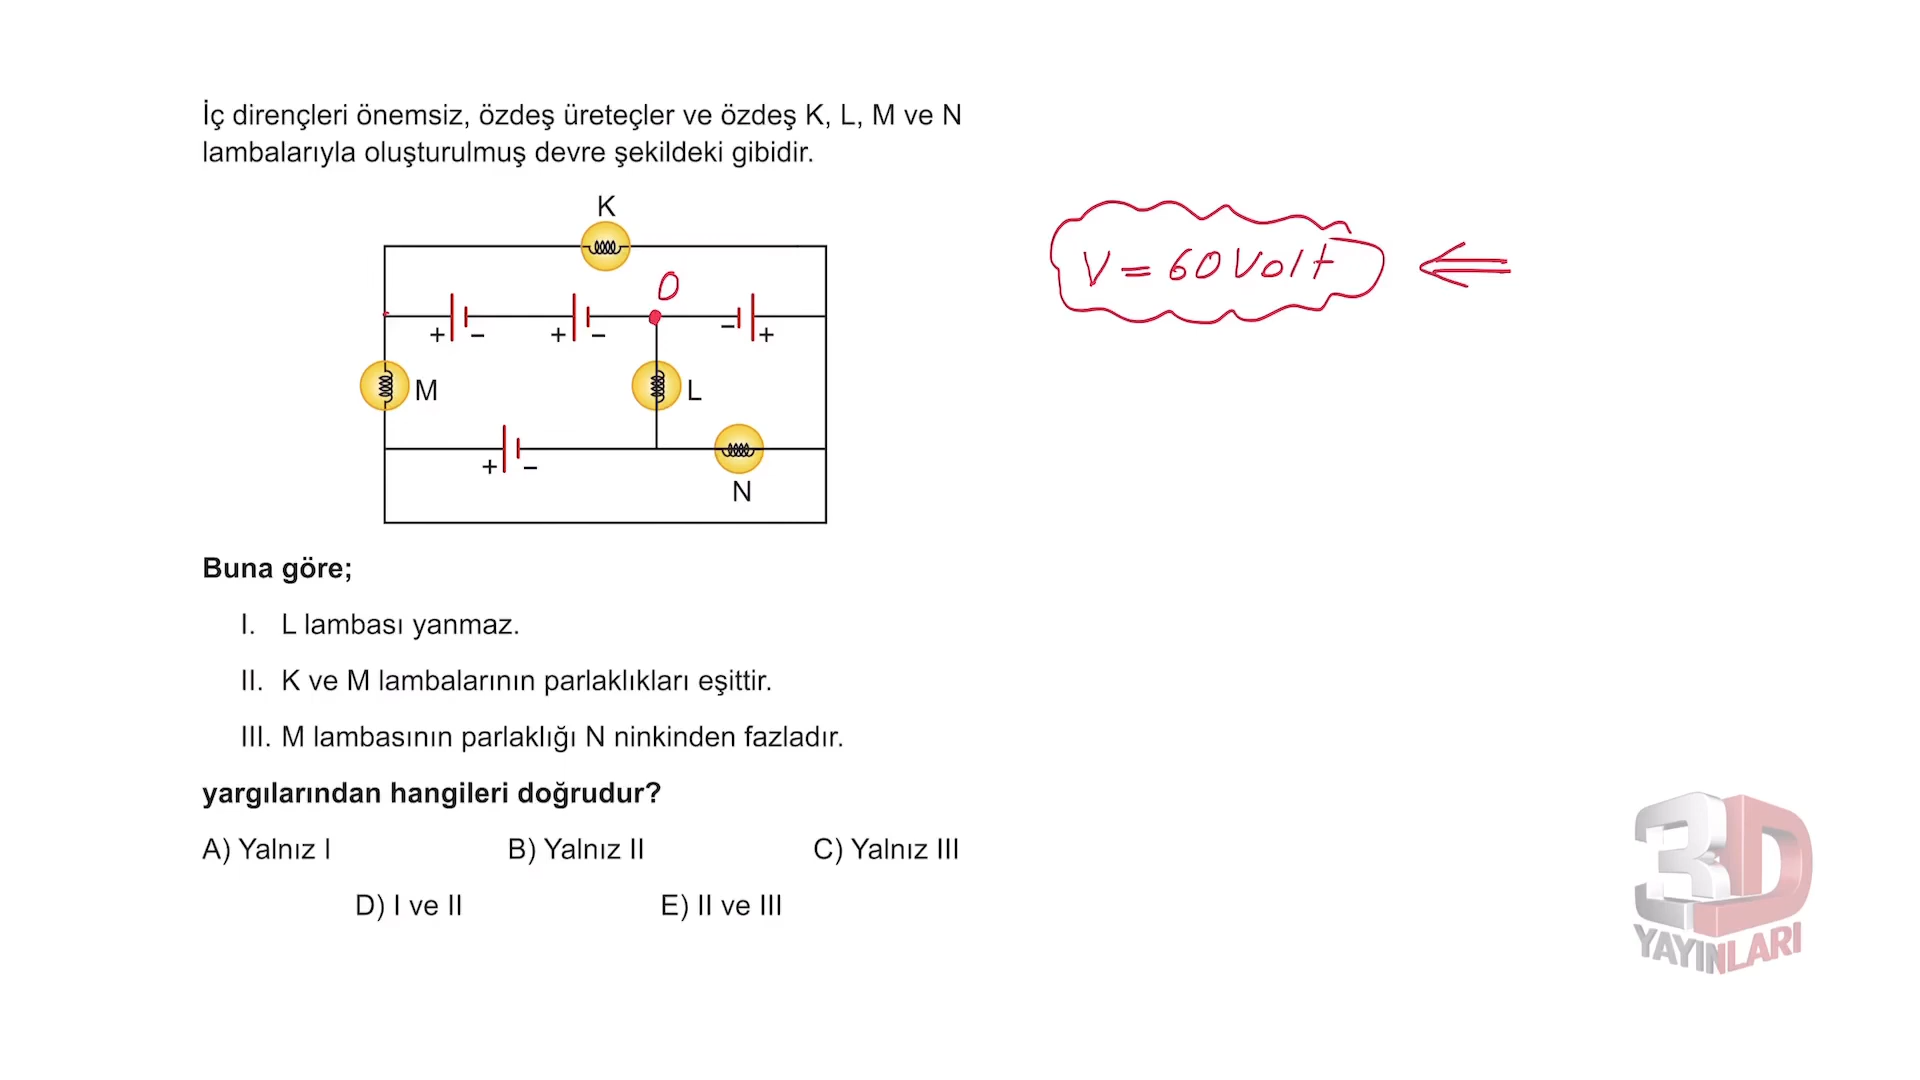 İç dirençleri önemsiz, özdeş üreteçler ve özdeş K, L, M ve N
lambalarıyla oluşturulmuş devre şekildeki gibidir.
K
0
V = 60 Volt
+ − + − − +
M
L
+ −
N
Buna göre;
I. L lambası yanmaz.
II. K ve M lambalarının parlaklıkları eşittir.
III. M lambasının parlaklığı N ninkinden fazladır.
yargılarından hangileri doğrudur?
A) Yalnız I B) Yalnız II C) Yalnız III
D) I ve II E) II ve III
3D
YAYINLARI